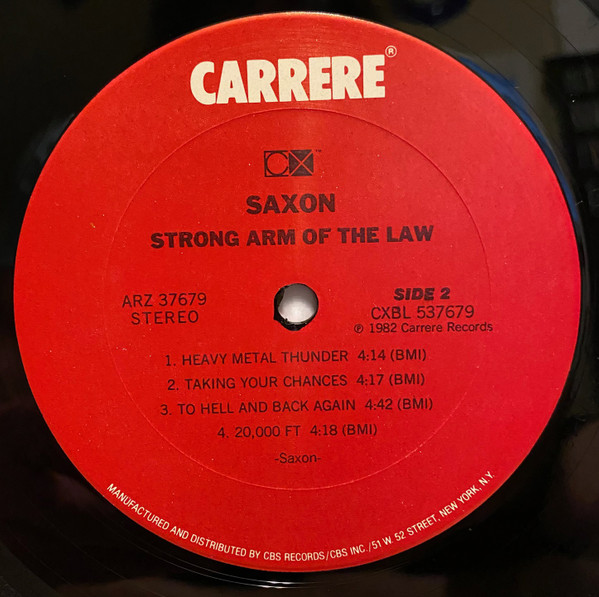 CARRERE®
CX™
SAXON
STRONG ARM OF THE LAW
ARZ 37679
STEREO
SIDE 2
CXBL 537679
℗ 1982 Carrere Records
1. HEAVY METAL THUNDER 4:14 (BMI)
2. TAKING YOUR CHANCES 4:17 (BMI)
3. TO HELL AND BACK AGAIN 4:42 (BMI)
4. 20,000 FT 4:18 (BMI)
-Saxon-
MANUFACTURED AND DISTRIBUTED BY CBS RECORDS/CBS INC./51 W. 52 STREET, NEW YORK, N.Y.